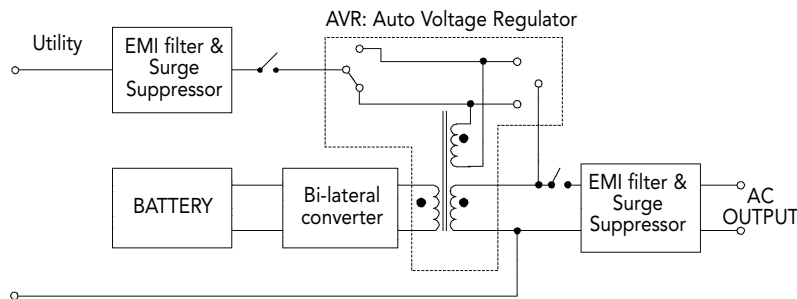 AVR: Auto Voltage Regulator
Utility
EMI filter &
Surge
Suppressor
BATTERY
Bi-lateral
converter
EMI filter &
Surge
Suppressor
AC
OUTPUT